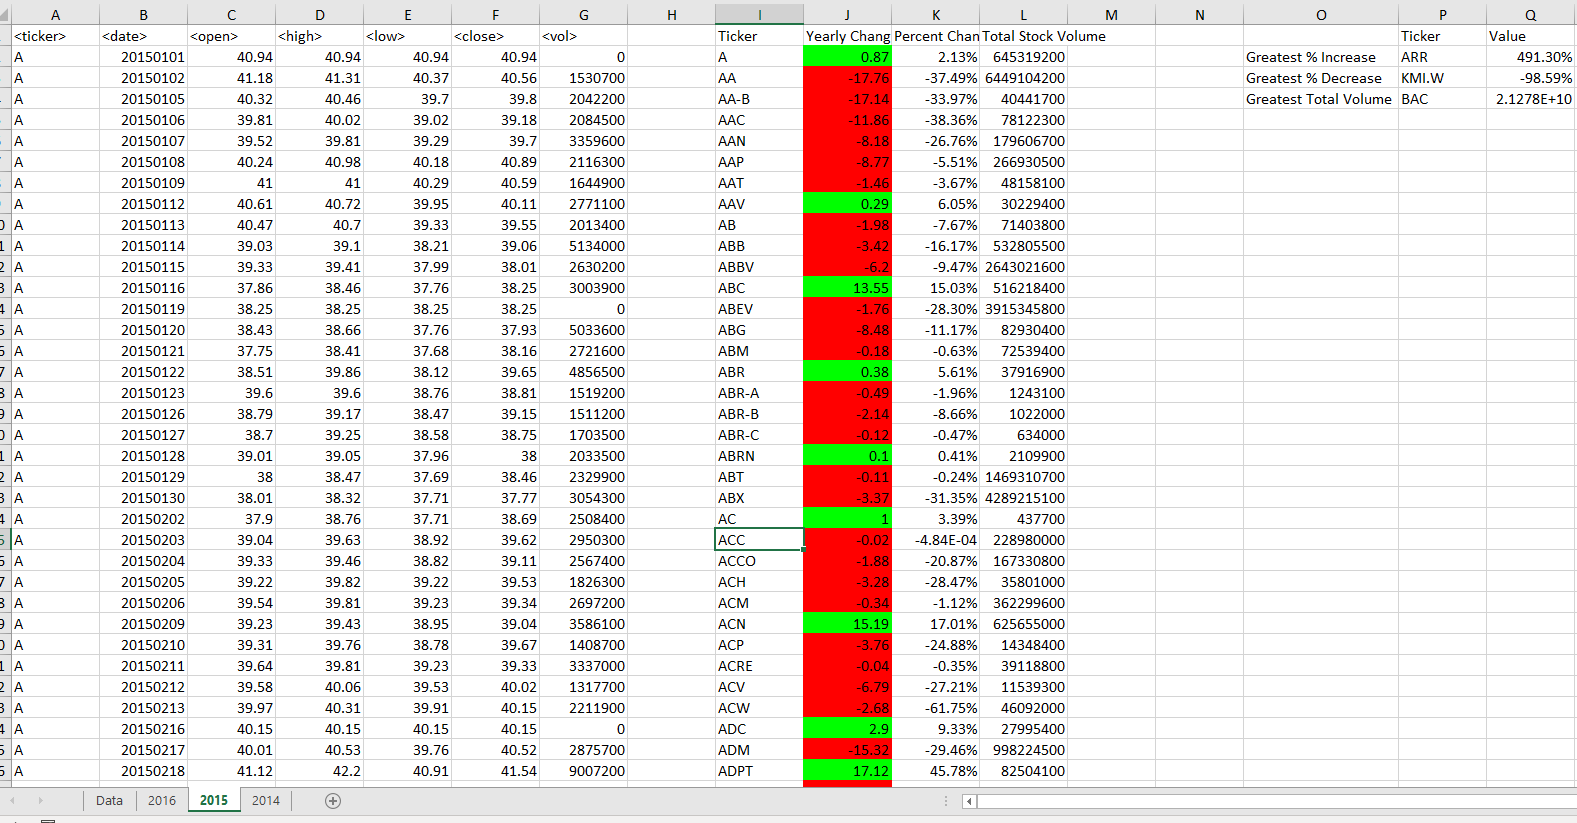 A B C D E F G H I J K L M N O P Q
<ticker> <date> <open> <high> <low> <close> <vol> Ticker Yearly Chang Percent Chan Total Stock Volume Ticker Value
A 20150101 40.94 40.94 40.94 40.94 0 A 0.87 2.13% 645319200 Greatest % Increase ARR 491.30%
A 20150102 41.18 41.31 40.37 40.56 1530700 AA -17.76 -37.49% 6449104200 Greatest % Decrease KMI.W -98.59%
A 20150105 40.32 40.46 39.7 39.8 2042200 AA-B -17.14 -33.97% 40441700 Greatest Total Volume BAC 2.1278E+10
A 20150106 39.81 40.02 39.02 39.18 2084500 AAC -11.86 -38.36% 78122300
A 20150107 39.52 39.81 39.29 39.7 3359600 AAN -8.18 -26.76% 179606700
A 20150108 40.24 40.98 40.18 40.89 2116300 AAP -8.77 -5.51% 266930500
A 20150109 41 41 40.29 40.59 1644900 AAT -1.46 -3.67% 48158100
A 20150112 40.61 40.72 39.95 40.11 2771100 AAV 0.29 6.05% 30229400
A 20150113 40.47 40.7 39.33 39.55 2013400 AB -1.98 -7.67% 71403800
A 20150114 39.03 39.1 38.21 39.06 5134000 ABB -3.42 -16.17% 532805500
A 20150115 39.33 39.41 37.99 38.01 2630200 ABBV -6.2 -9.47% 2643021600
A 20150116 37.86 38.46 37.76 38.25 3003900 ABC 13.55 15.03% 516218400
A 20150119 38.25 38.25 38.25 38.25 0 ABEV -1.76 -28.30% 3915345800
A 20150120 38.43 38.66 37.76 37.93 5033600 ABG -8.48 -11.17% 82930400
A 20150121 37.75 38.41 37.68 38.16 2721600 ABM -0.18 -0.63% 72539400
A 20150122 38.51 39.86 38.12 39.65 4856500 ABR 0.38 5.61% 37916900
A 20150123 39.6 39.6 38.76 38.81 1519200 ABR-A -0.49 -1.96% 1243100
A 20150126 38.79 39.17 38.47 39.15 1511200 ABR-B -2.14 -8.66% 1022000
A 20150127 38.7 39.25 38.58 38.75 1703500 ABR-C -0.12 -0.47% 634000
A 20150128 39.01 39.05 37.96 38 2033500 ABRN 0.1 0.41% 2109900
A 20150129 38 38.47 37.69 38.46 2329900 ABT -0.11 -0.24% 1469310700
A 20150130 38.01 38.32 37.71 37.77 3054300 ABX -3.37 -31.35% 4289215100
A 20150202 37.9 38.76 37.71 38.69 2508400 AC 1 3.39% 437700
A 20150203 39.04 39.63 38.92 39.62 2950300 ACC -0.02 -4.84E-04 228980000
A 20150204 39.33 39.46 38.82 39.11 2567400 ACCO -1.88 -20.87% 167330800
A 20150205 39.22 39.82 39.22 39.53 1826300 ACH -3.28 -28.47% 35801000
A 20150206 39.54 39.81 39.23 39.34 2697200 ACM -0.34 -1.12% 362299600
A 20150209 39.23 39.43 38.95 39.04 3586100 ACN 15.19 17.01% 625655000
A 20150210 39.31 39.76 38.78 39.67 1408700 ACP -3.76 -24.88% 14348400
A 20150211 39.64 39.81 39.23 39.33 3337000 ACRE -0.04 -0.35% 39118800
A 20150212 39.58 40.06 39.53 40.02 1317700 ACV -6.79 -27.21% 11539300
A 20150213 39.97 40.31 39.91 40.15 2211900 ACW -2.68 -61.75% 46092000
A 20150216 40.15 40.15 40.15 40.15 0 ADC 2.9 9.33% 27995400
A 20150217 40.01 40.53 39.76 40.52 2875700 ADM -15.32 -29.46% 998224500
A 20150218 41.12 42.2 40.91 41.54 9007200 ADPT 17.12 45.78% 82504100
Data 2016 2015 2014